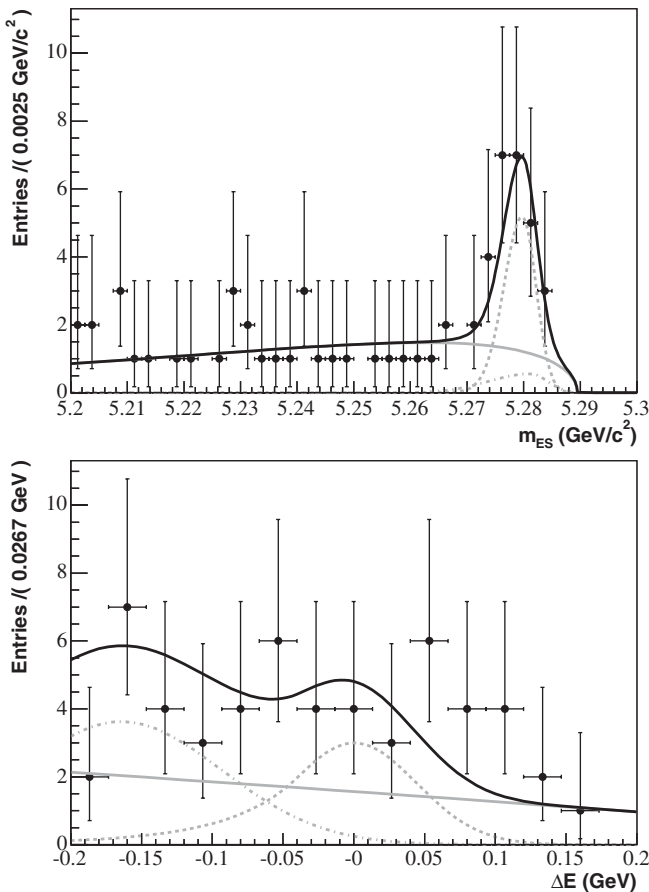 Entries /( 0.0025 GeV/c²)
10
8
6
4
2
0
5.2 5.21 5.22 5.23 5.24 5.25 5.26 5.27 5.28 5.29 5.3
m_ES (GeV/c²)
Entries /( 0.0267 GeV )
10
8
6
4
2
0
-0.2 -0.15 -0.1 -0.05 -0 0.05 0.1 0.15 0.2
ΔE (GeV)